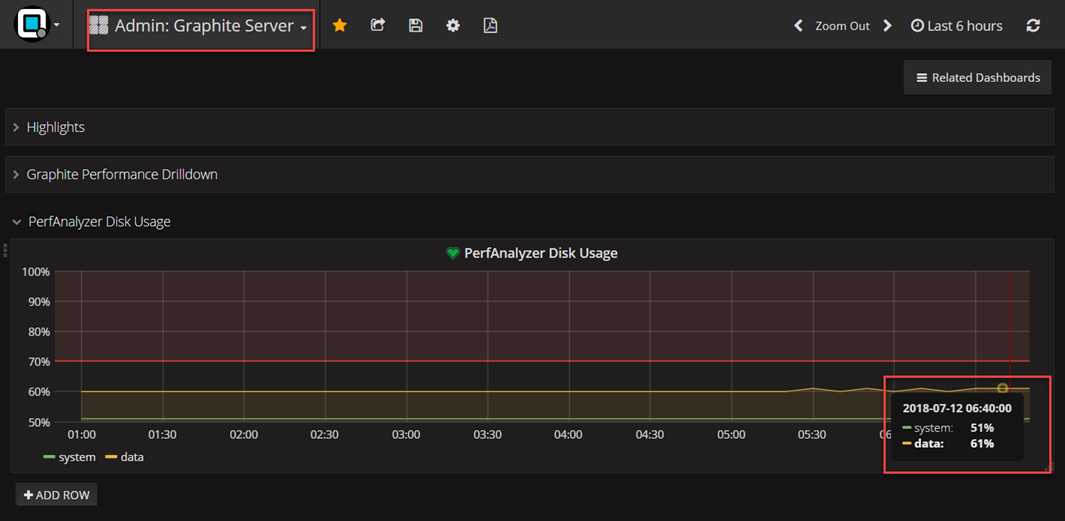 Admin: Graphite Server
Zoom Out
Last 6 hours
Related Dashboards
Highlights
Graphite Performance Drilldown
PerfAnalyzer Disk Usage
PerfAnalyzer Disk Usage
100%
90%
80%
70%
60%
50%
01:00 01:30 02:00 02:30 03:00 03:30 04:00 04:30 05:00 05:30
2018-07-12 06:40:00
system: 51%
data: 61%
system data
ADD ROW